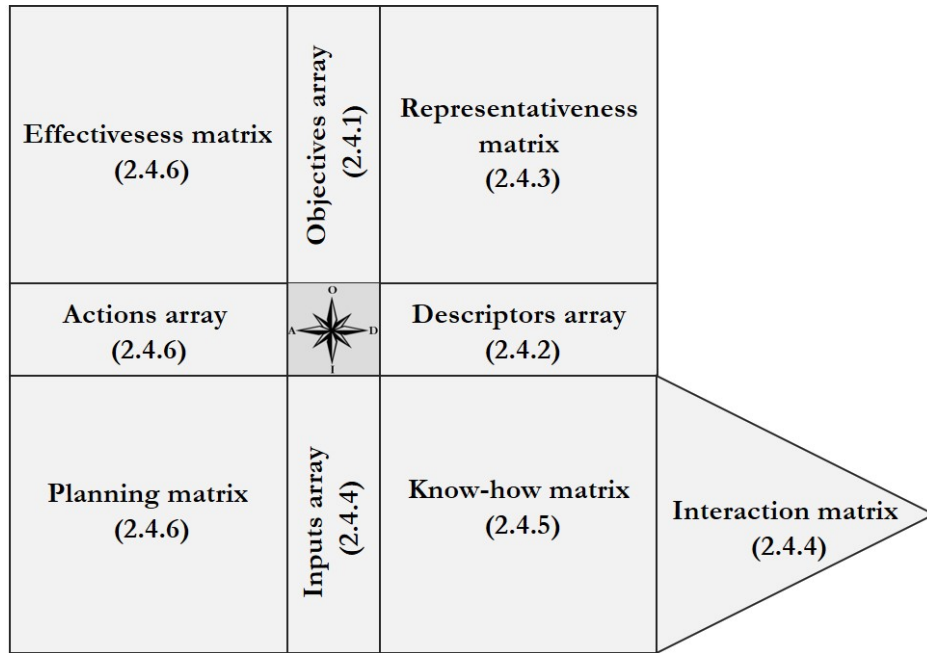 Effectivesess matrix
(2.4.6)
Objectives array
(2.4.1)
Representativeness
matrix
(2.4.3)
Actions array
(2.4.6)
O
A
D
I
Descriptors array
(2.4.2)
Planning matrix
(2.4.6)
Inputs array
(2.4.4)
Know-how matrix
(2.4.5)
Interaction matrix
(2.4.4)